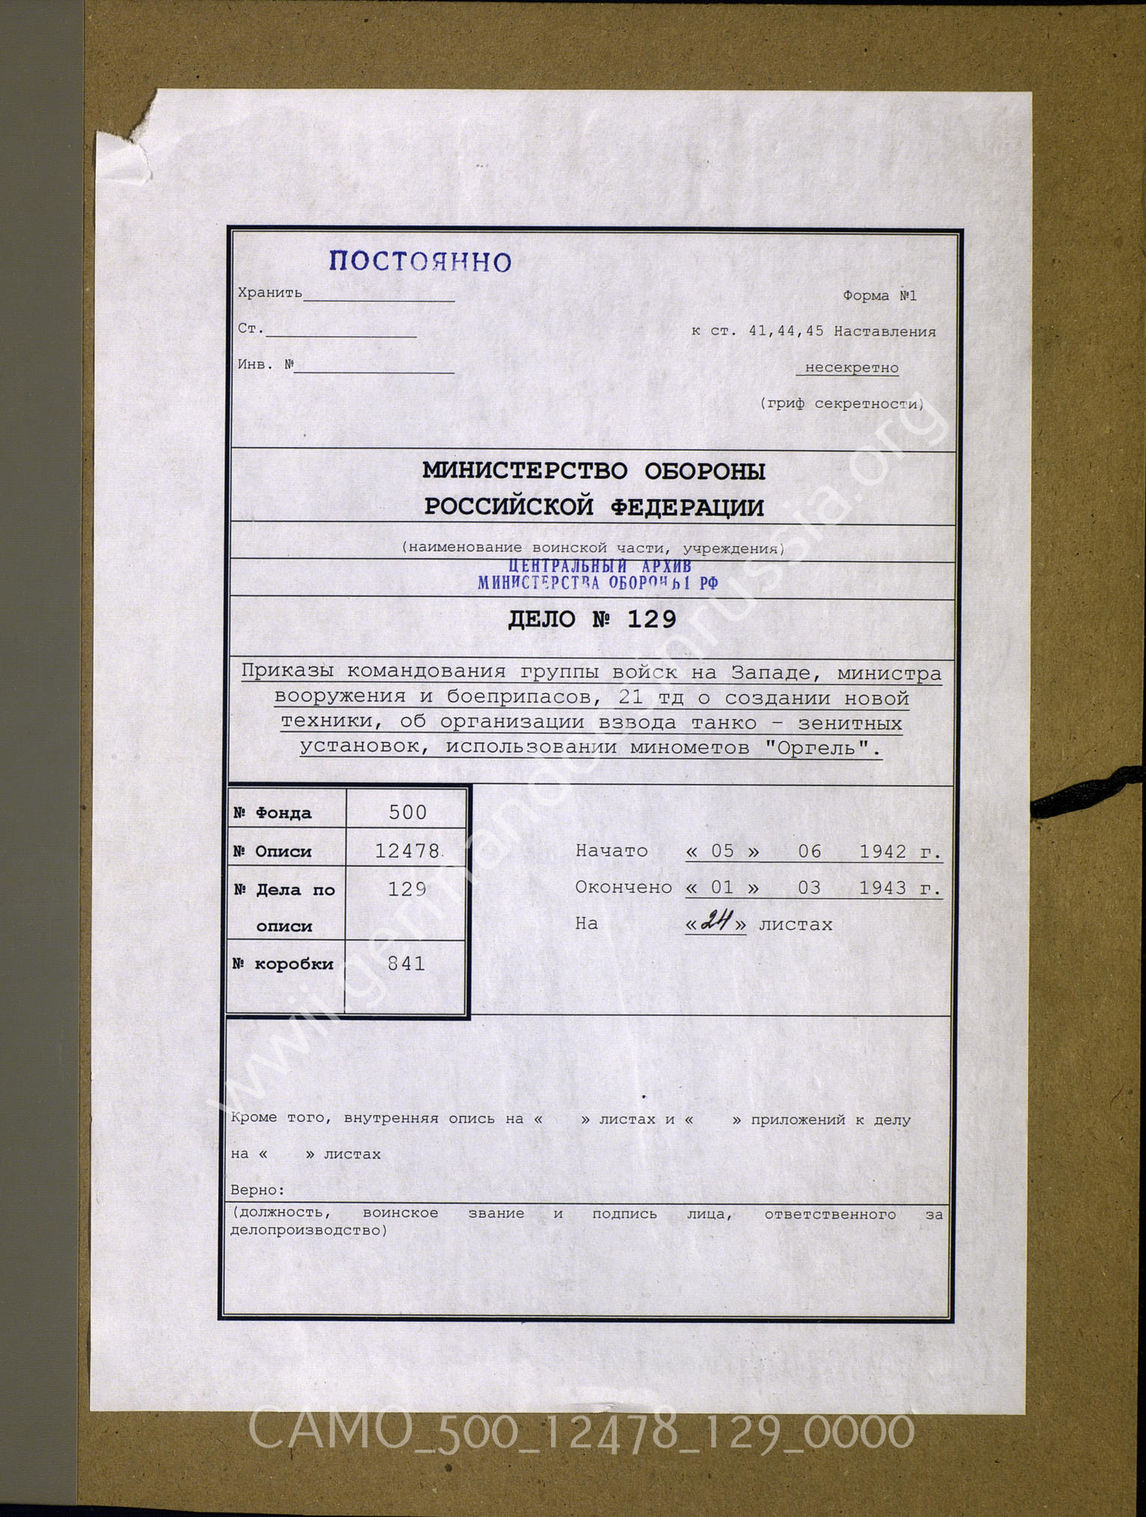 ПОСТОЯННО
Хранить
Форма №1
Ст.
к ст. 41,44,45 Наставления
Инв. №
несекретно
(гриф секретности)
МИНИСТЕРСТВО ОБОРОНЫ
РОССИЙСКОЙ ФЕДЕРАЦИИ
(наименование воинской части, учреждения)
ЦЕНТРАЛЬНЫЙ АРХИВ
МИНИСТЕРСТВА ОБОРОНЫ РФ
ДЕЛО № 129
Приказы командования группы войск на Западе, министра
вооружения и боеприпасов, 21 тд о создании новой
техники, об организации взвода танко – зенитных
установок, использовании минометов "Оргель".
№ Фонда 500
№ Описи 12478
№ Дела по 129
описи
№ коробки 841
Начато « 05 » 06 1942 г.
Окончено « 01 » 03 1943 г.
На «24» листах
Кроме того, внутренняя опись на « » листах и « » приложений к делу
на « » листах
Верно:
(должность, воинское звание и подпись лица, ответственного за
делопроизводство)
wwii.germandocsinrussia.org
CAMO_500_12478_129_0000